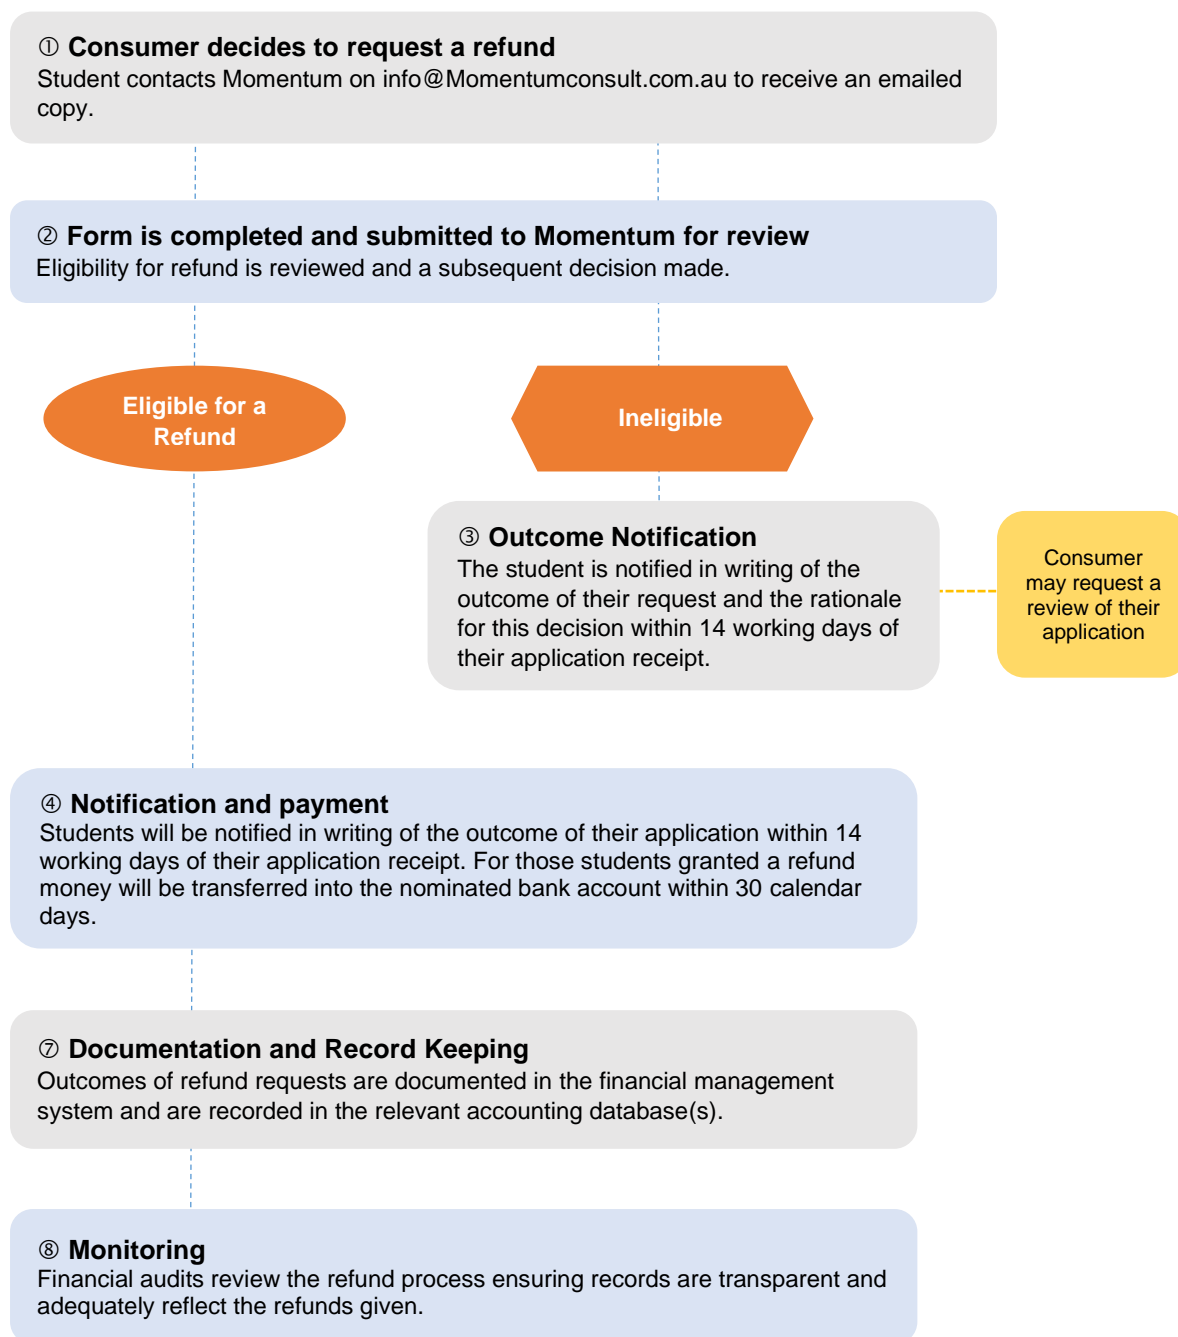 ① Consumer decides to request a refund
Student contacts Momentum on info@Momentumconsult.com.au to receive an emailed
copy.
② Form is completed and submitted to Momentum for review
Eligibility for refund is reviewed and a subsequent decision made.
Eligible for a
Refund
Ineligible
③ Outcome Notification
The student is notified in writing of the
outcome of their request and the rationale
for this decision within 14 working days of
their application receipt.
Consumer
may request a
review of their
application
④ Notification and payment
Students will be notified in writing of the outcome of their application within 14
working days of their application receipt. For those students granted a refund
money will be transferred into the nominated bank account within 30 calendar
days.
⑦ Documentation and Record Keeping
Outcomes of refund requests are documented in the financial management
system and are recorded in the relevant accounting database(s).
⑧ Monitoring
Financial audits review the refund process ensuring records are transparent and
adequately reflect the refunds given.